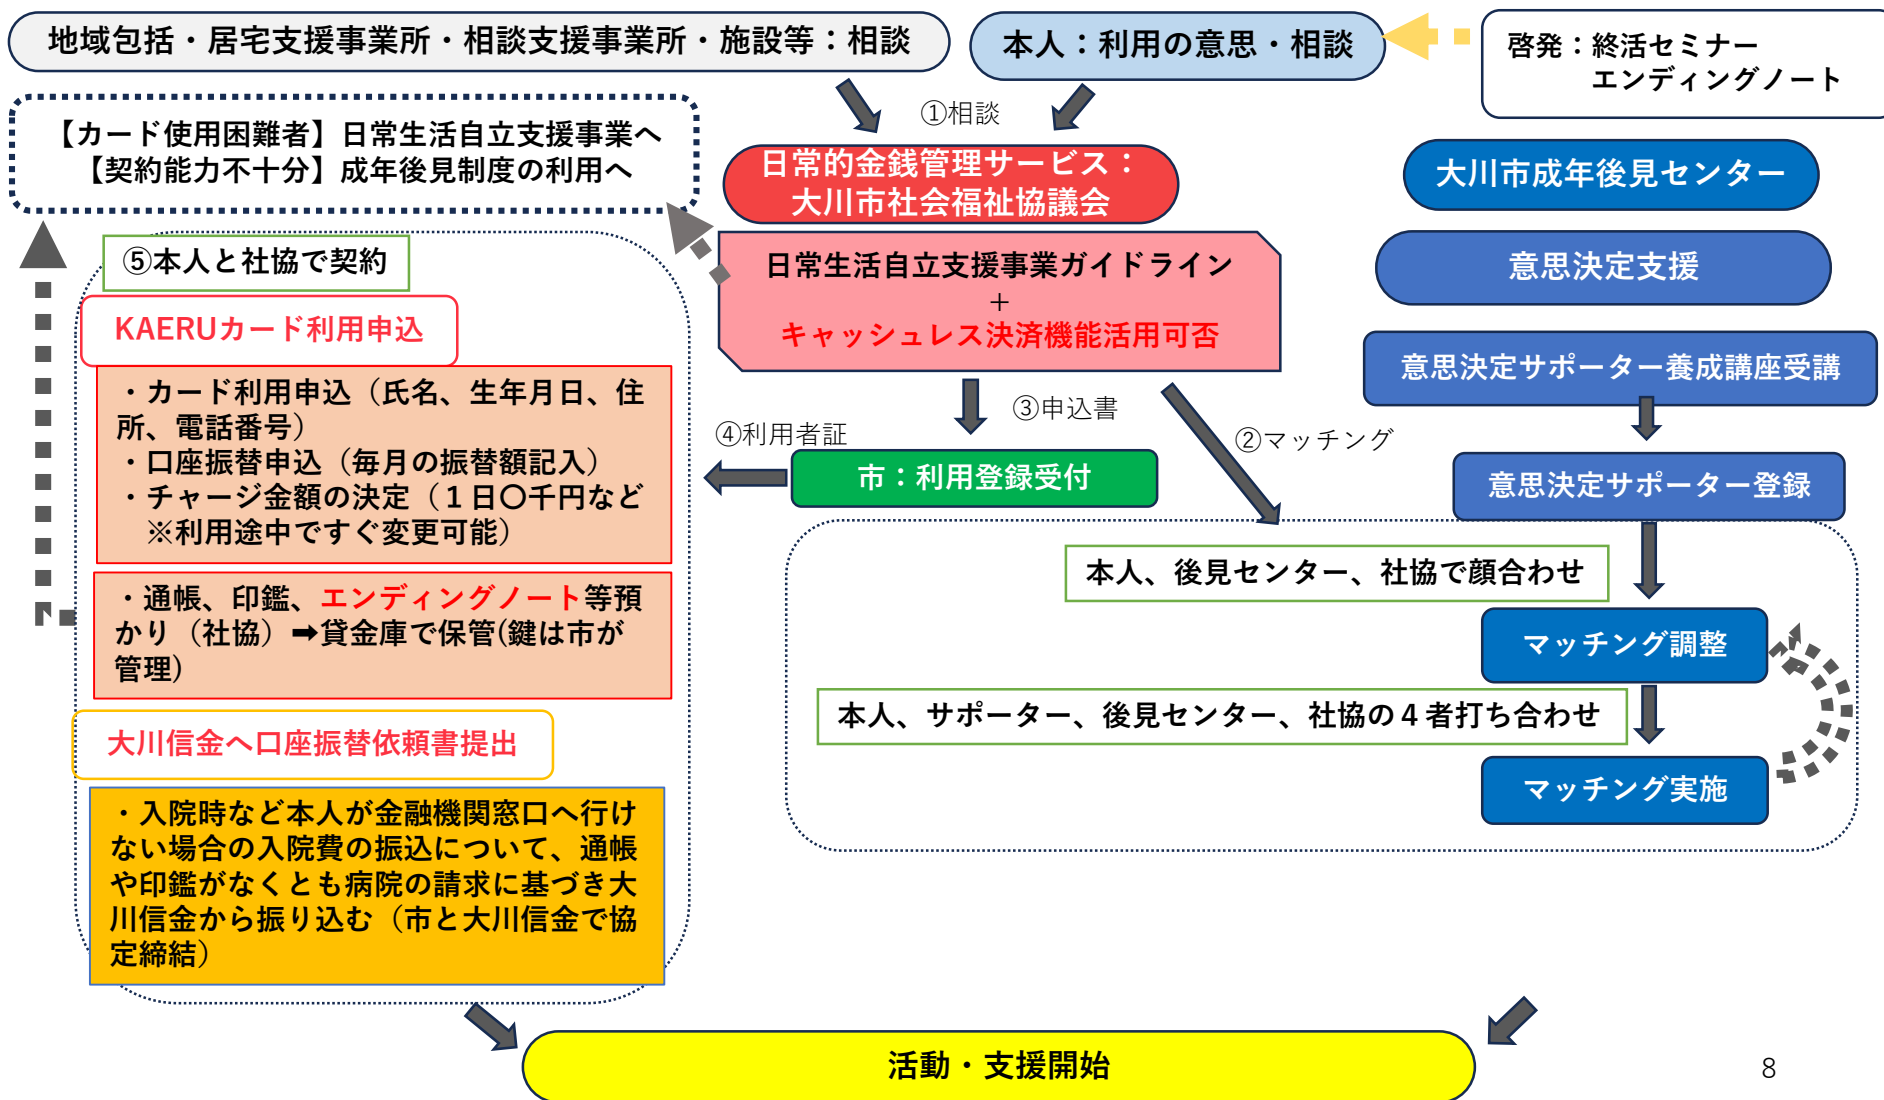 地域包括・居宅支援事業所・相談支援事業所・施設等：相談
本人：利用の意思・相談
啓発：終活セミナー
エンディングノート
①相談
【カード使用困難者】日常生活自立支援事業へ
【契約能力不十分】成年後見制度の利用へ
日常的金銭管理サービス：
大川市社会福祉協議会
大川市成年後見センター
日常生活自立支援事業ガイドライン
＋
キャッシュレス決済機能活用可否
意思決定支援
意思決定サポーター養成講座受講
意思決定サポーター登録
②マッチング
③申込書
④利用者証
市：利用登録受付
⑤本人と社協で契約
KAERUカード利用申込
・カード利用申込（氏名、生年月日、住
所、電話番号）
・口座振替申込（毎月の振替額記入）
・チャージ金額の決定（１日〇千円など
※利用途中ですぐ変更可能）
・通帳、印鑑、エンディングノート等預
かり（社協）➡貸金庫で保管(鍵は市が
管理)
大川信金へ口座振替依頼書提出
・入院時など本人が金融機関窓口へ行け
ない場合の入院費の振込について、通帳
や印鑑がなくとも病院の請求に基づき大
川信金から振り込む（市と大川信金で協
定締結）
本人、後見センター、社協で顔合わせ
マッチング調整
本人、サポーター、後見センター、社協の４者打ち合わせ
マッチング実施
活動・支援開始
8